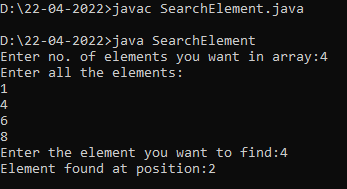 D:\22-04-2022>javac SearchElement.java
D:\22-04-2022>java SearchElement
Enter no. of elements you want in array:4
Enter all the elements:
1
4
6
8
Enter the element you want to find:4
Element found at position:2